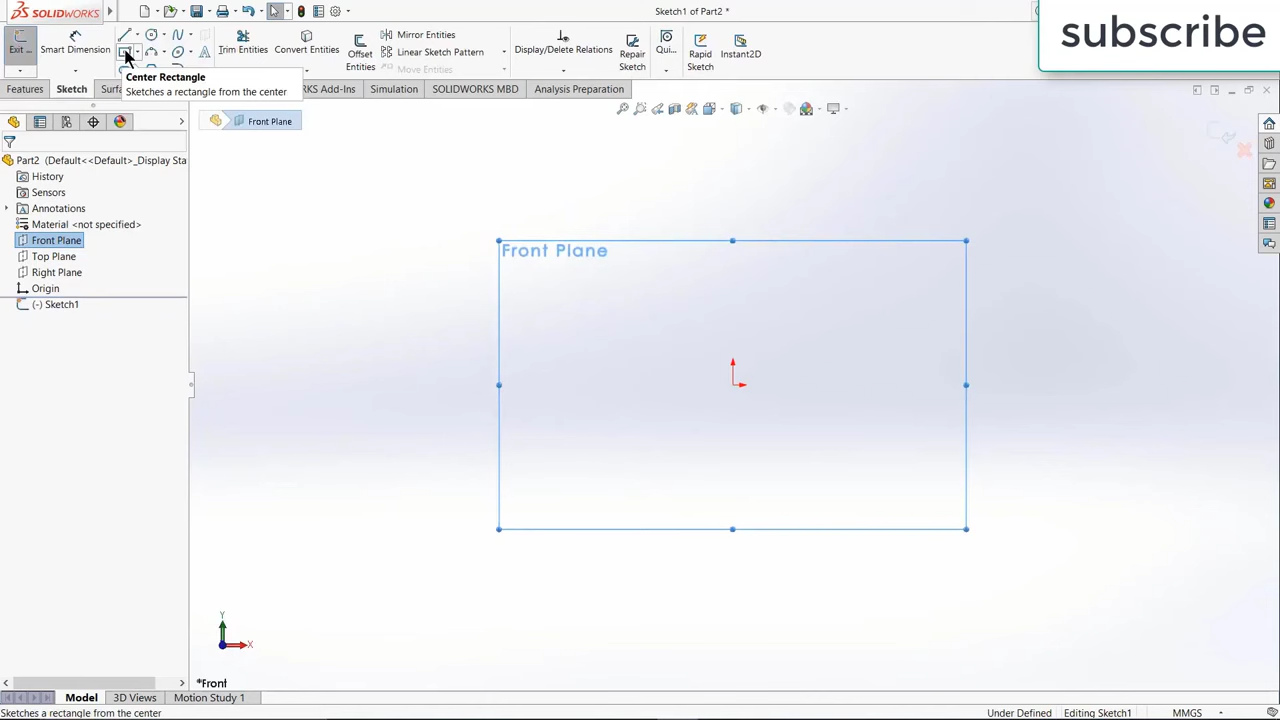 SOLIDWORKS
Sketch1 of Part2 *
subscribe
Exit ...
Smart Dimension
Trim Entities
Convert Entities
Offset Entities
Mirror Entities
Linear Sketch Pattern
Move Entities
Display/Delete Relations
Repair Sketch
Qui...
Rapid Sketch
Instant2D
Center Rectangle
Sketches a rectangle from the center
Features
Sketch
Surf
RKS Add-Ins
Simulation
SOLIDWORKS MBD
Analysis Preparation
Front Plane
Part2 (Default<<Default>_Display Sta
History
Sensors
Annotations
Material <not specified>
Front Plane
Top Plane
Right Plane
Origin
(-) Sketch1
Front Plane
Y
X
*Front
Model
3D Views
Motion Study 1
Sketches a rectangle from the center
Under Defined
Editing Sketch1
MMGS